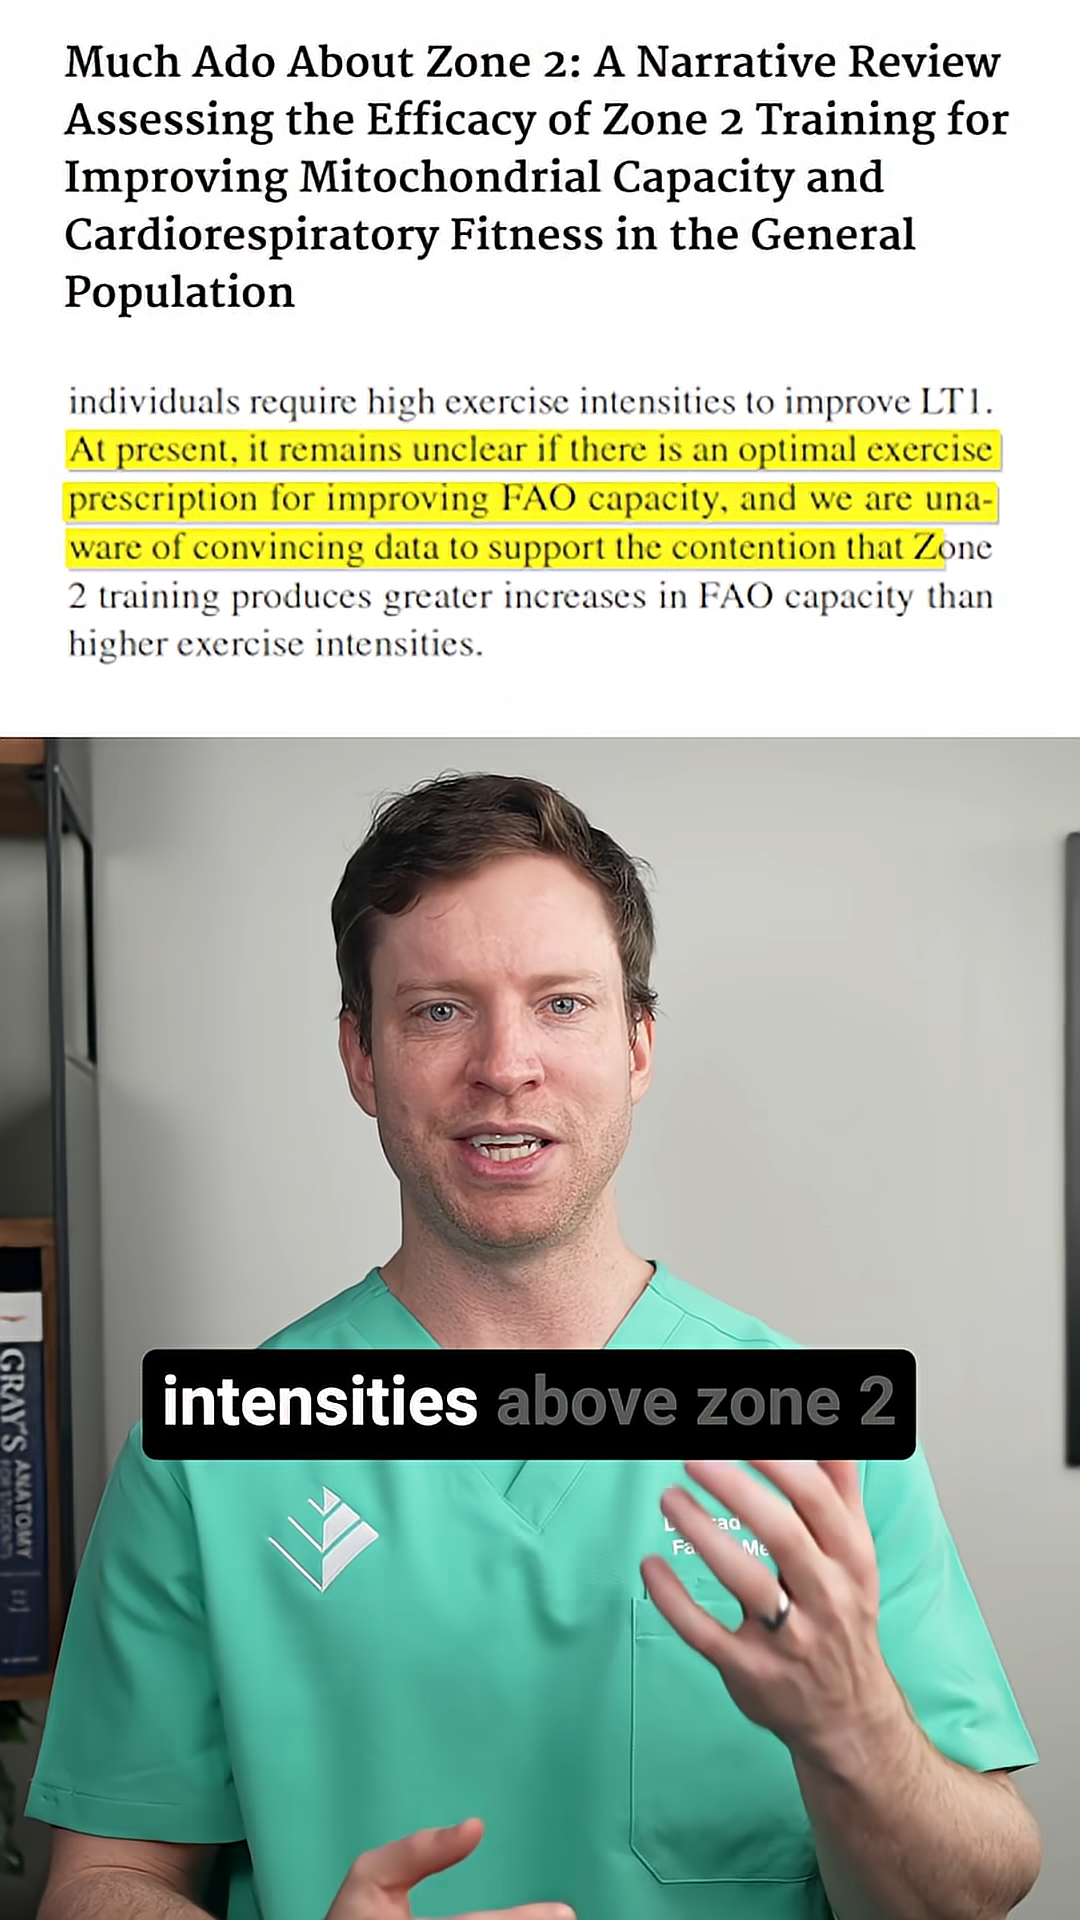 Much Ado About Zone 2: A Narrative Review
Assessing the Efficacy of Zone 2 Training for
Improving Mitochondrial Capacity and
Cardiorespiratory Fitness in the General
Population
individuals require high exercise intensities to improve LT1.
At present, it remains unclear if there is an optimal exercise
prescription for improving FAO capacity, and we are una-
ware of convincing data to support the contention that Zone
2 training produces greater increases in FAO capacity than
higher exercise intensities.
intensities above zone 2
GRAY'S ANATOMY
FOR STUDENTS